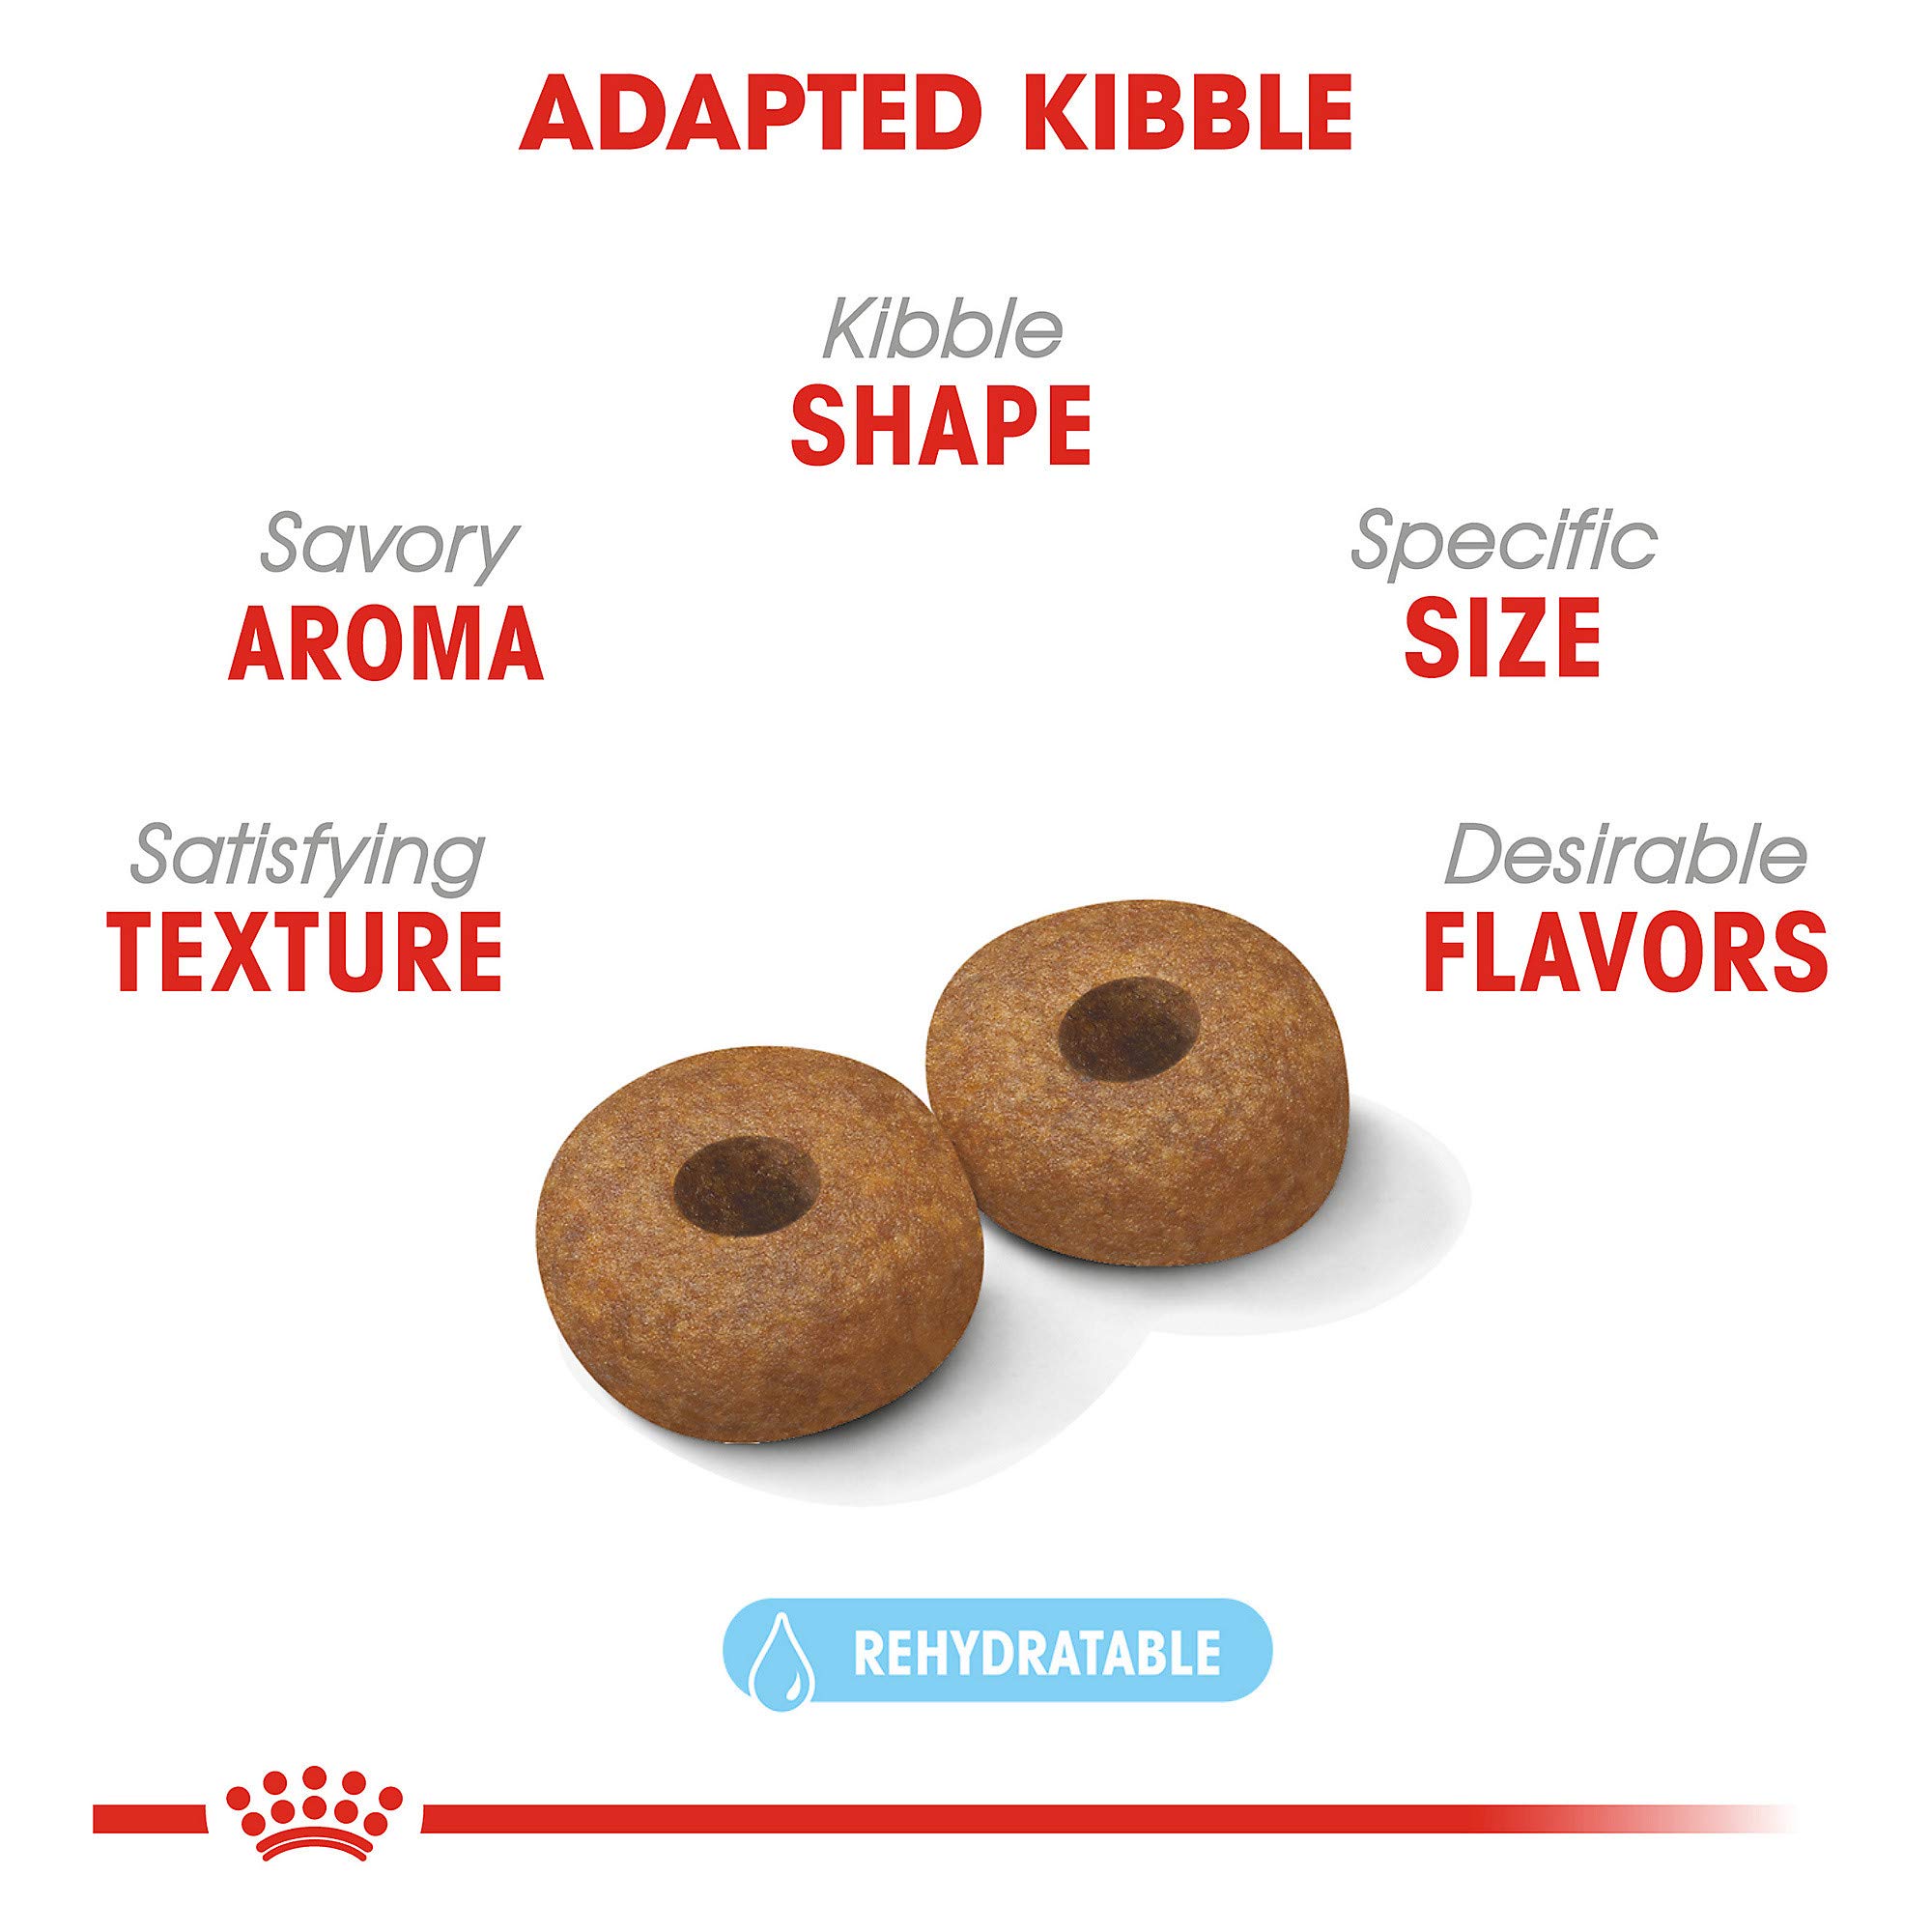 ADAPTED KIBBLE
Kibble
SHAPE
Savory
AROMA
Specific
SIZE
Satisfying
TEXTURE
Desirable
FLAVORS
REHYDRATABLE